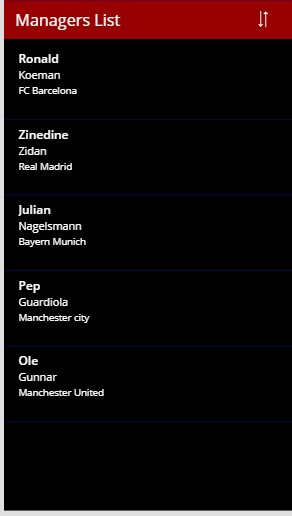 Managers List
Ronald
Koeman
FC Barcelona
Zinedine
Zidan
Real Madrid
Julian
Nagelsmann
Bayern Munich
Pep
Guardiola
Manchester city
Ole
Gunnar
Manchester United